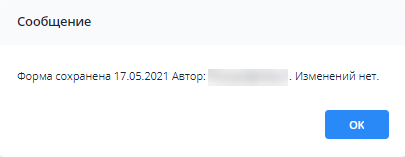 Сообщение
Форма сохранена 17.05.2021 Автор: . Изменений нет.
ОК